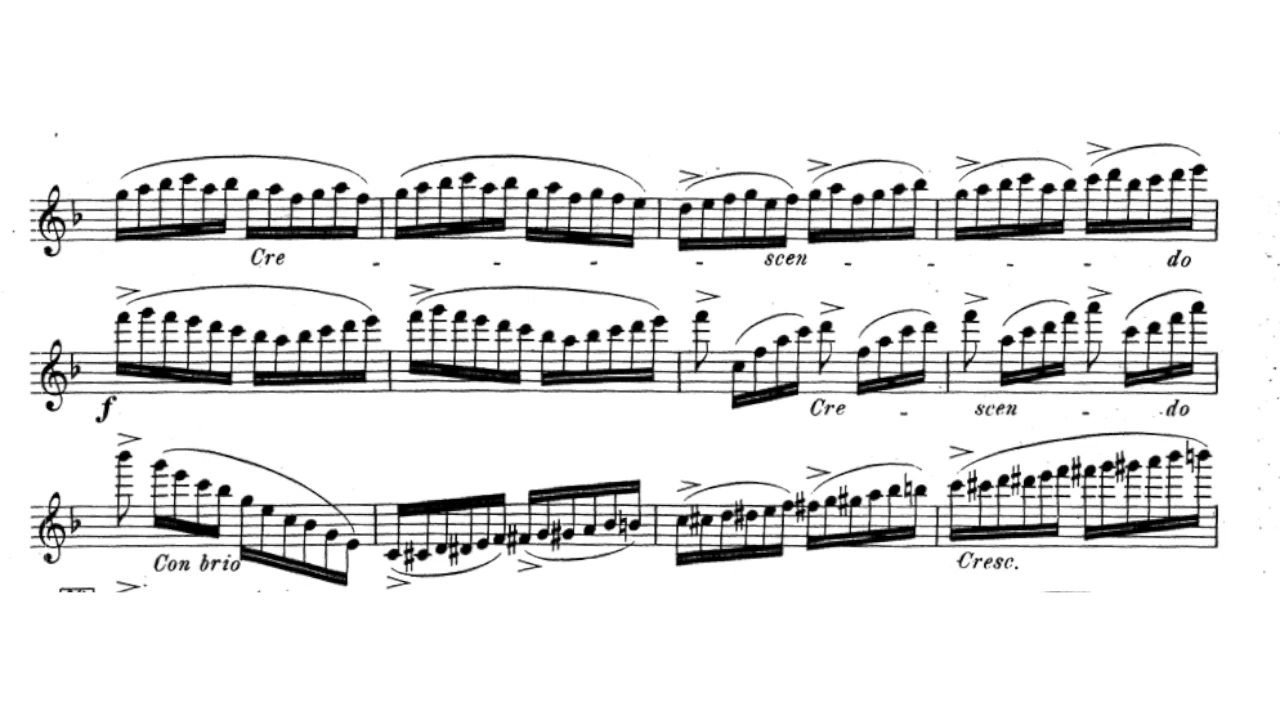 Cre - - - - scen - - - - do
f Cre - scen - do
Con brio Cresc.